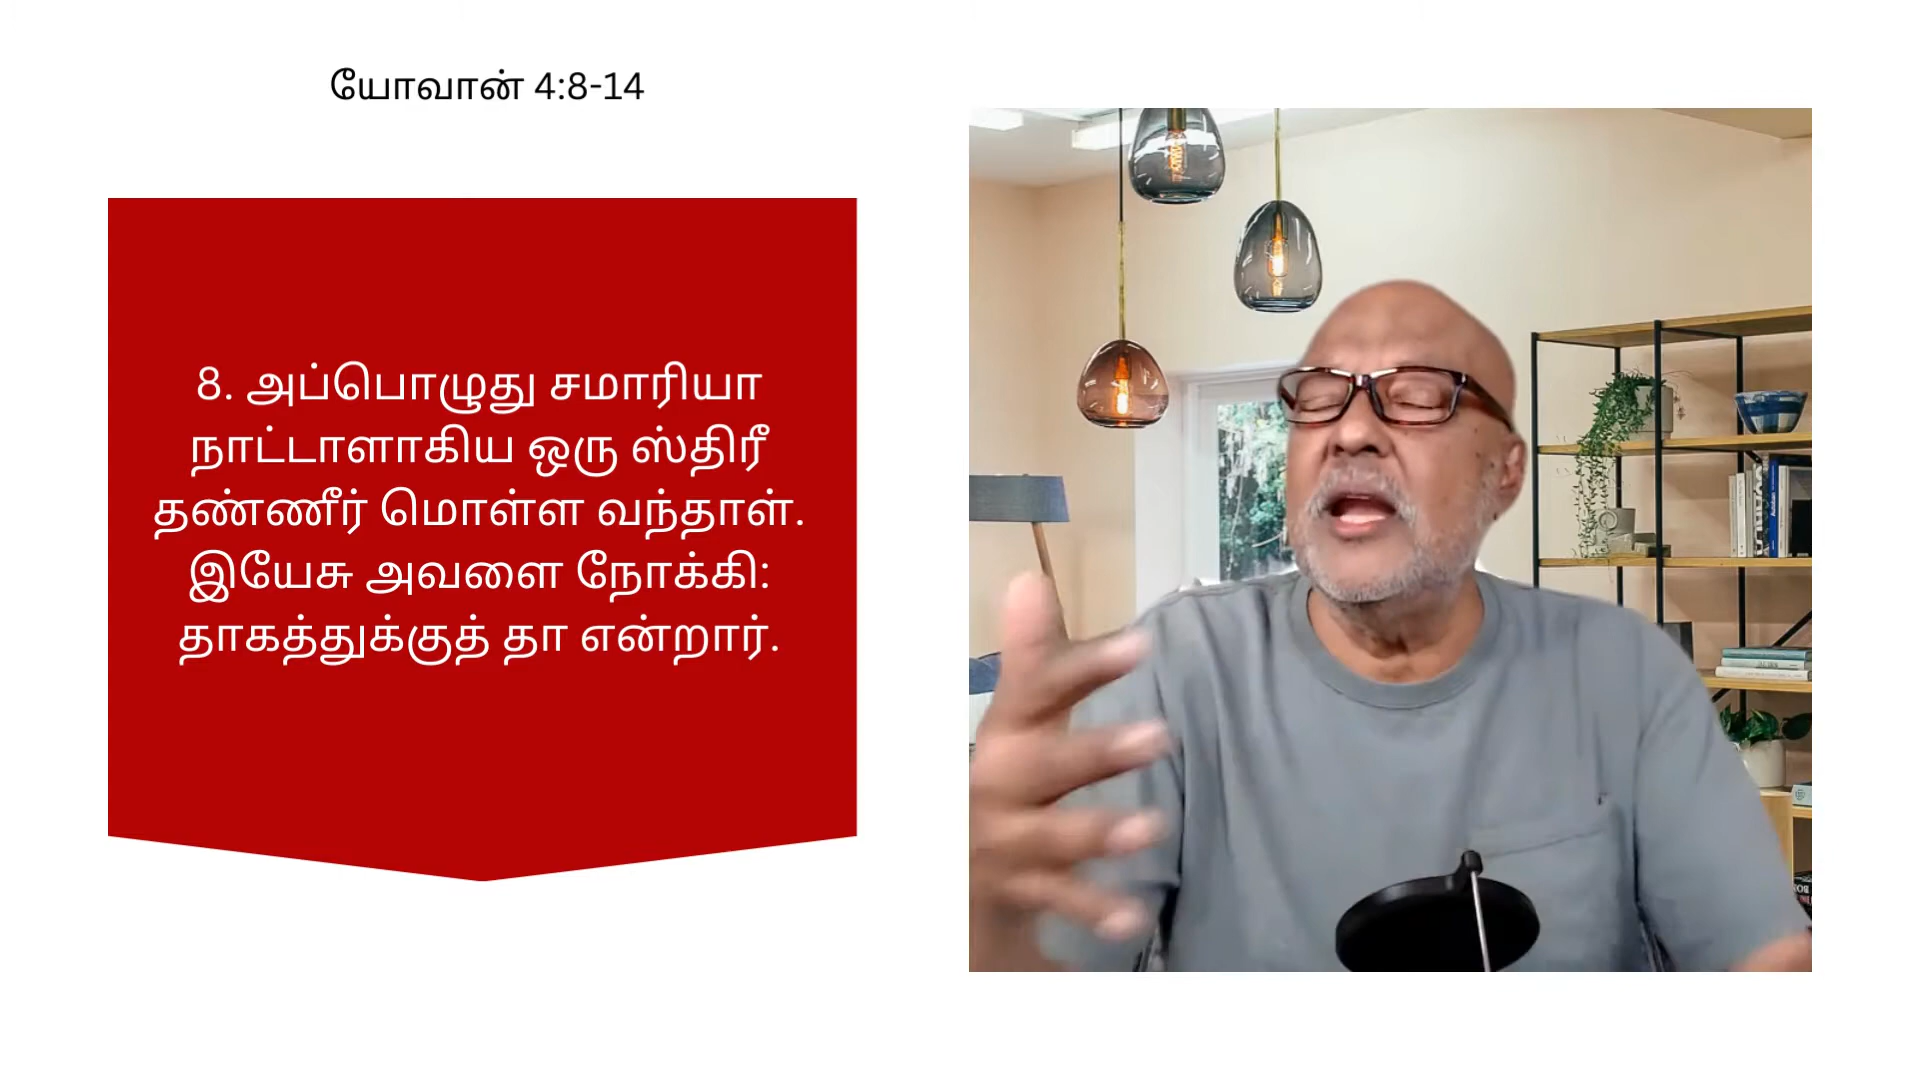 யோவான் 4:8-14
8. அப்பொழுது சமாரியா
நாட்டாளாகிய ஒரு ஸ்திரீ
தண்ணீர் மொள்ள வந்தாள்.
இயேசு அவளை நோக்கி:
தாகத்துக்குத் தா என்றார்.